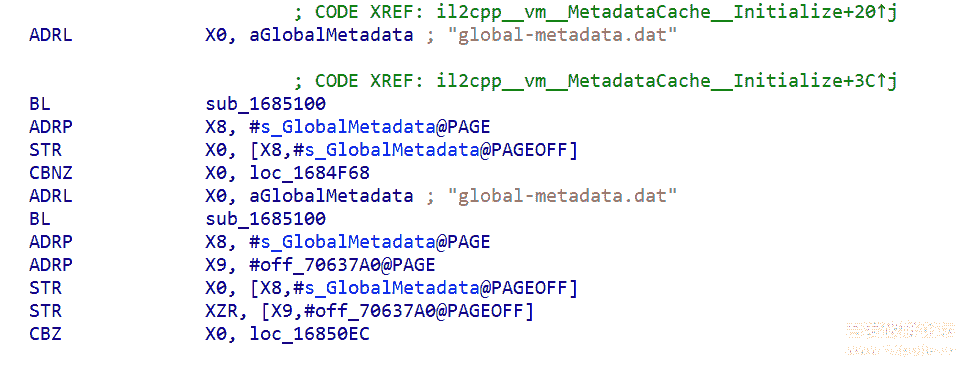 ; CODE XREF: il2cpp__vm__MetadataCache__Initialize+20↑j
ADRL X0, aGlobalMetadata ; "global-metadata.dat"
; CODE XREF: il2cpp__vm__MetadataCache__Initialize+3C↑j
BL sub_1685100
ADRP X8, #s_GlobalMetadata@PAGE
STR X0, [X8,#s_GlobalMetadata@PAGEOFF]
CBNZ X0, loc_1684F68
ADRL X0, aGlobalMetadata ; "global-metadata.dat"
BL sub_1685100
ADRP X8, #s_GlobalMetadata@PAGE
ADRP X9, #off_70637A0@PAGE
STR X0, [X8,#s_GlobalMetadata@PAGEOFF]
STR XZR, [X9,#off_70637A0@PAGEOFF]
CBZ X0, loc_16850EC